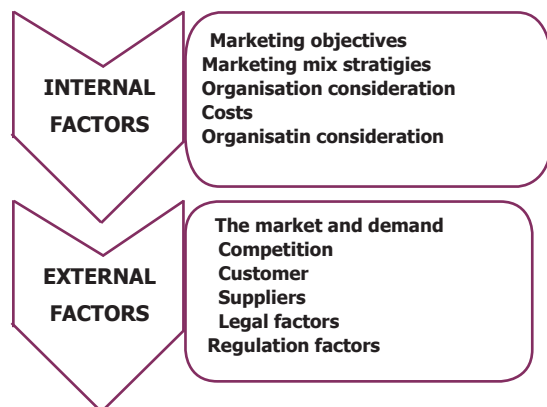 INTERNAL
FACTORS
Marketing objectives
Marketing mix stratigies
Organisation consideration
Costs
Organisatin consideration
EXTERNAL
FACTORS
The market and demand
Competition
Customer
Suppliers
Legal factors
Regulation factors